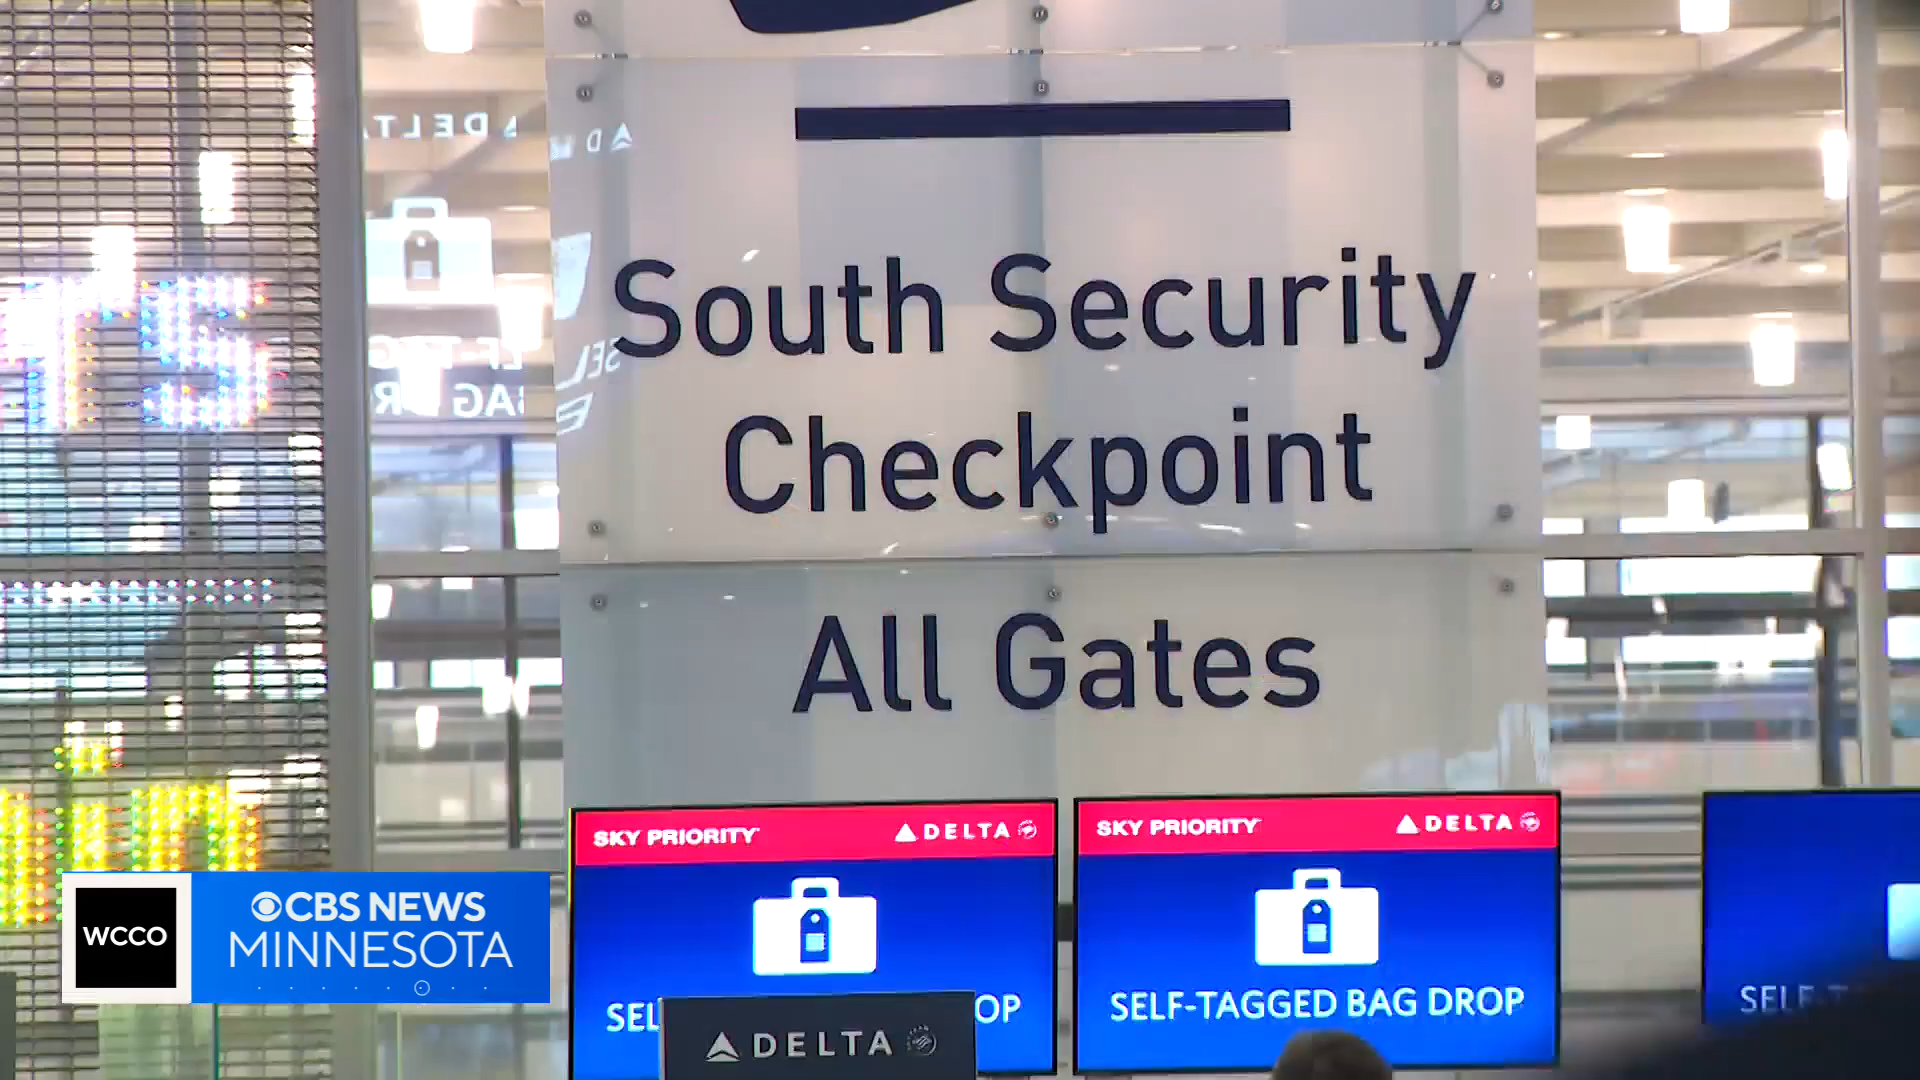 South Security
Checkpoint
All Gates
SKY PRIORITY
DELTA
SKY PRIORITY
DELTA
SELF-TAGGED BAG DROP
DELTA
WCCO
CBS NEWS
MINNESOTA